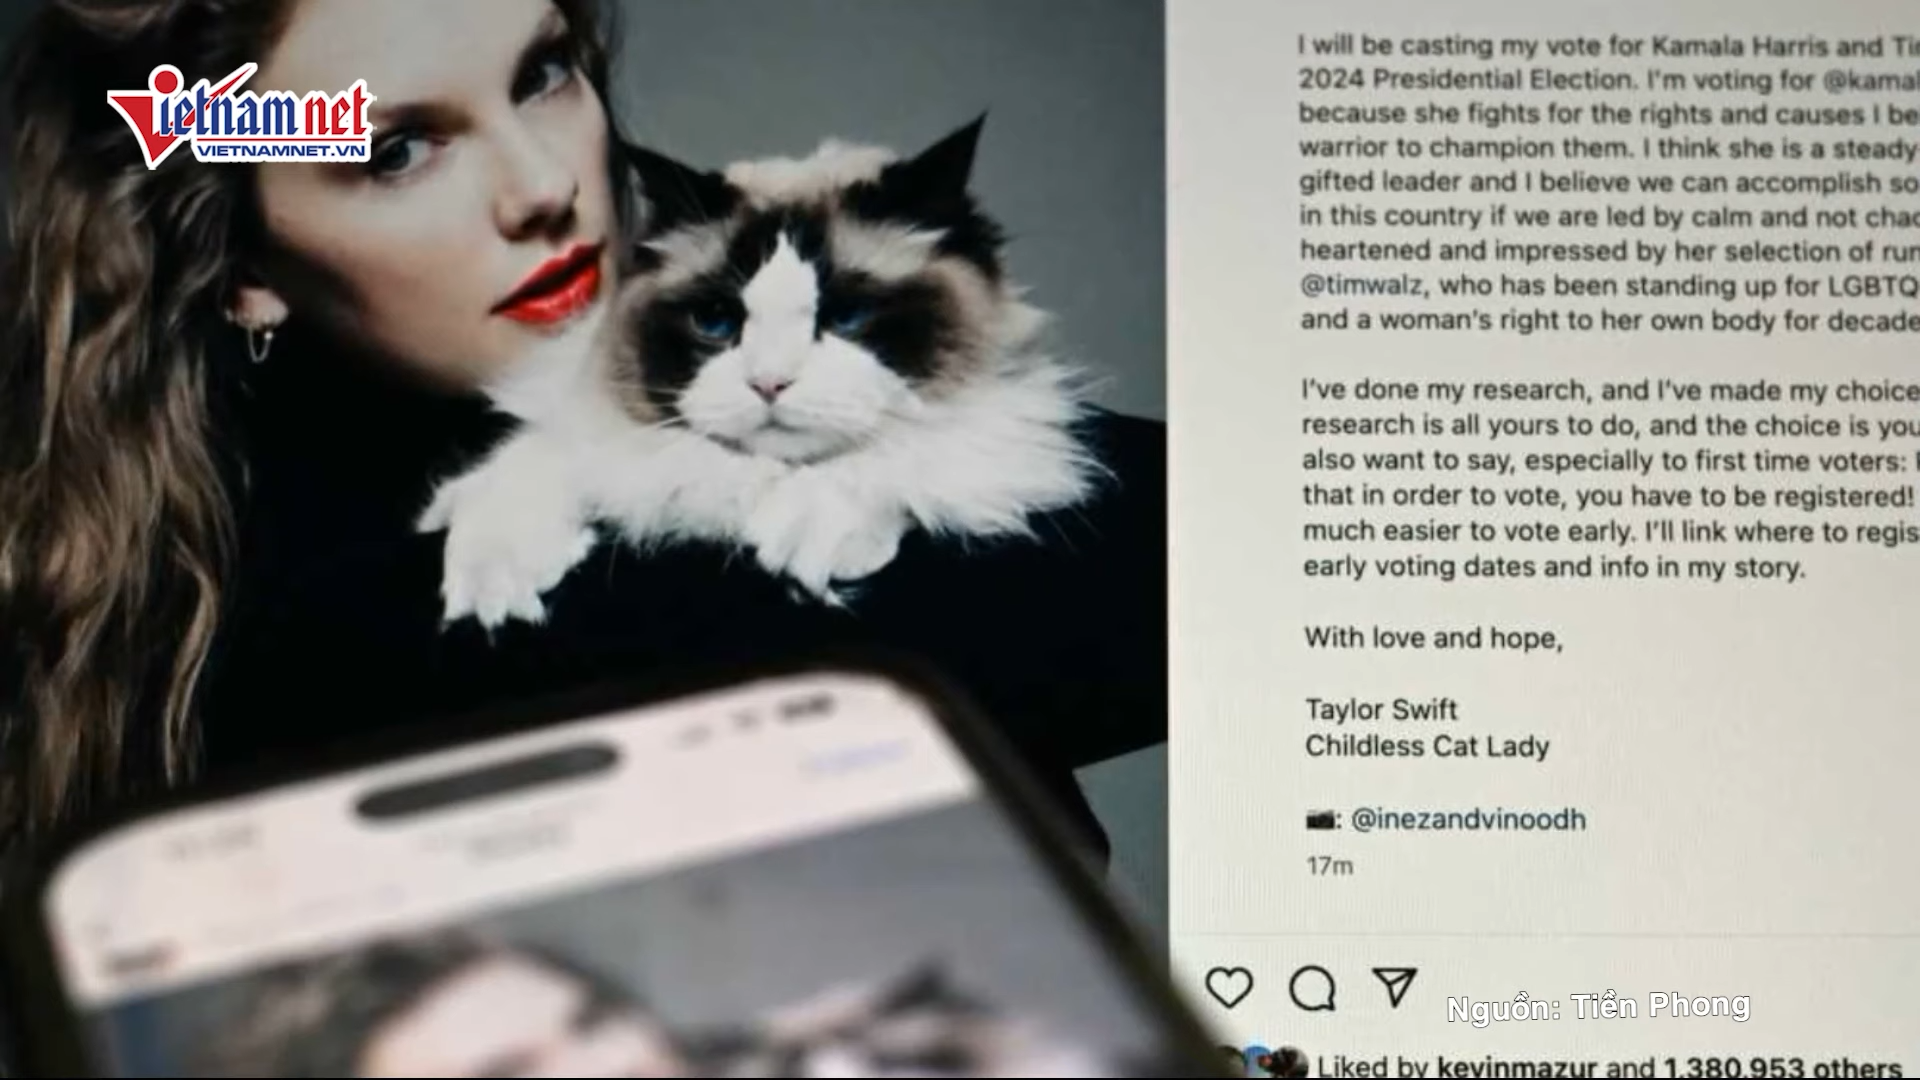 Vietnamnet
VIETNAMNET.VN
I will be casting my vote for Kamala Harris and
2024 Presidential Election. I'm voting for
because she fights for the rights and causes I
warrior to champion them. I think she is a steady
gifted leader and I believe we can accomplish so
in this country if we are led by calm and not
heartened and impressed by her selection of
@timwalz, who has been standing up for LGBTQ
and a woman's right to her own body for
I've done my research, and I've made my choice
research is all yours to do, and the choice is
also want to say, especially to first time voters:
that in order to vote, you have to be registered!
much easier to vote early. I'll link where to
early voting dates and info in my story.
With love and hope,
Taylor Swift
Childless Cat Lady
: @inezandvinoodh
17m
Nguồn: Tiền Phong
Liked by kevinmazur and 1,380,953 others